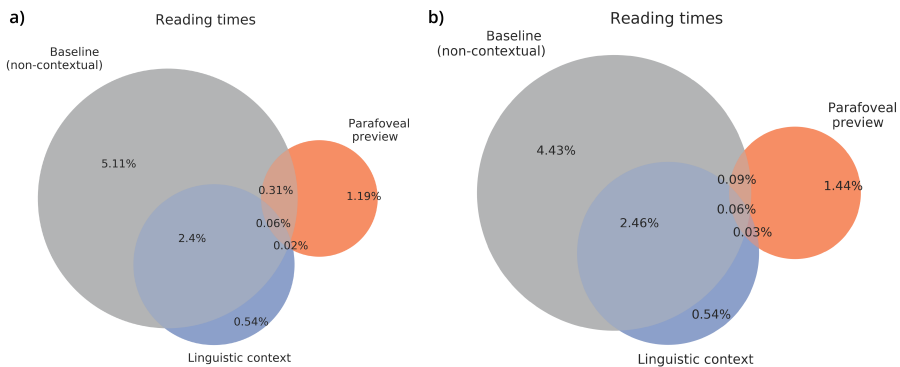 a)
Reading times
Baseline
(non-contextual)
Parafoveal
preview
5.11%
0.31%
1.19%
0.06%
2.4%
0.02%
0.54%
Linguistic context
b)
Reading times
Baseline
(non-contextual)
Parafoveal
preview
4.43%
0.09%
1.44%
0.06%
2.46%
0.03%
0.54%
Linguistic context